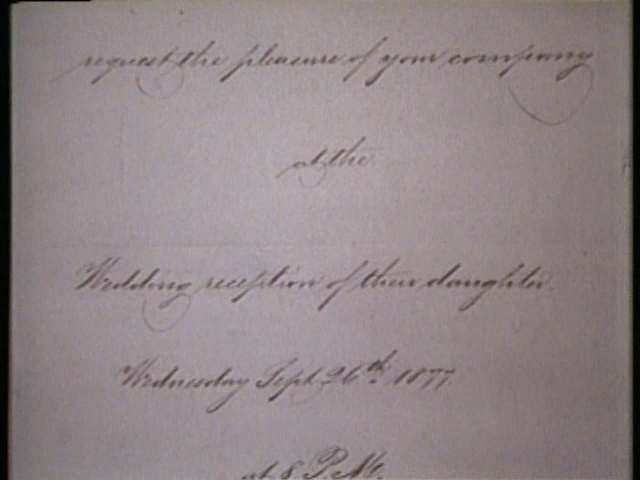 request the pleasure of your company
at the
Wedding reception of their daughter.
Wednesday Sept. 26th 1877.
at 8 P.M.